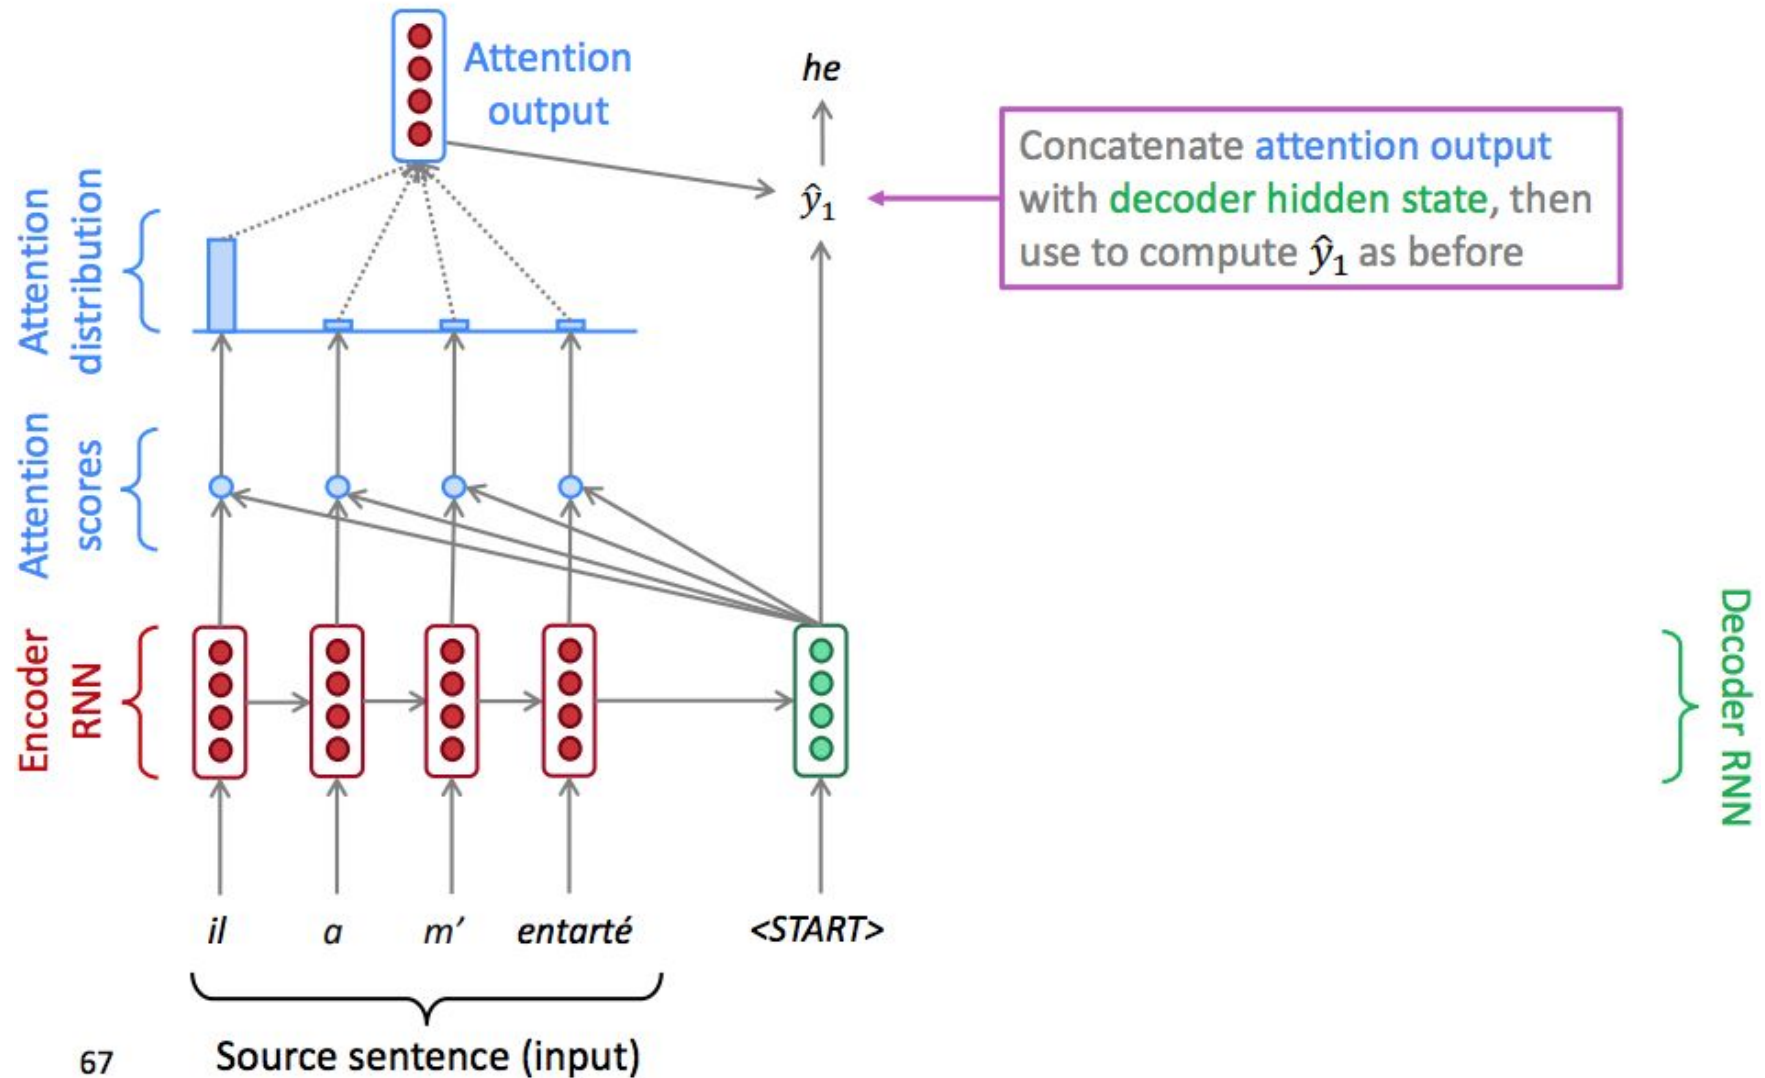 Attention
output
he
Concatenate attention output
with decoder hidden state, then
use to compute ŷ₁ as before
ŷ₁
Attention
distribution
Attention
scores
Encoder
RNN
Decoder RNN
il a m’ entarté <START>
Source sentence (input)
67